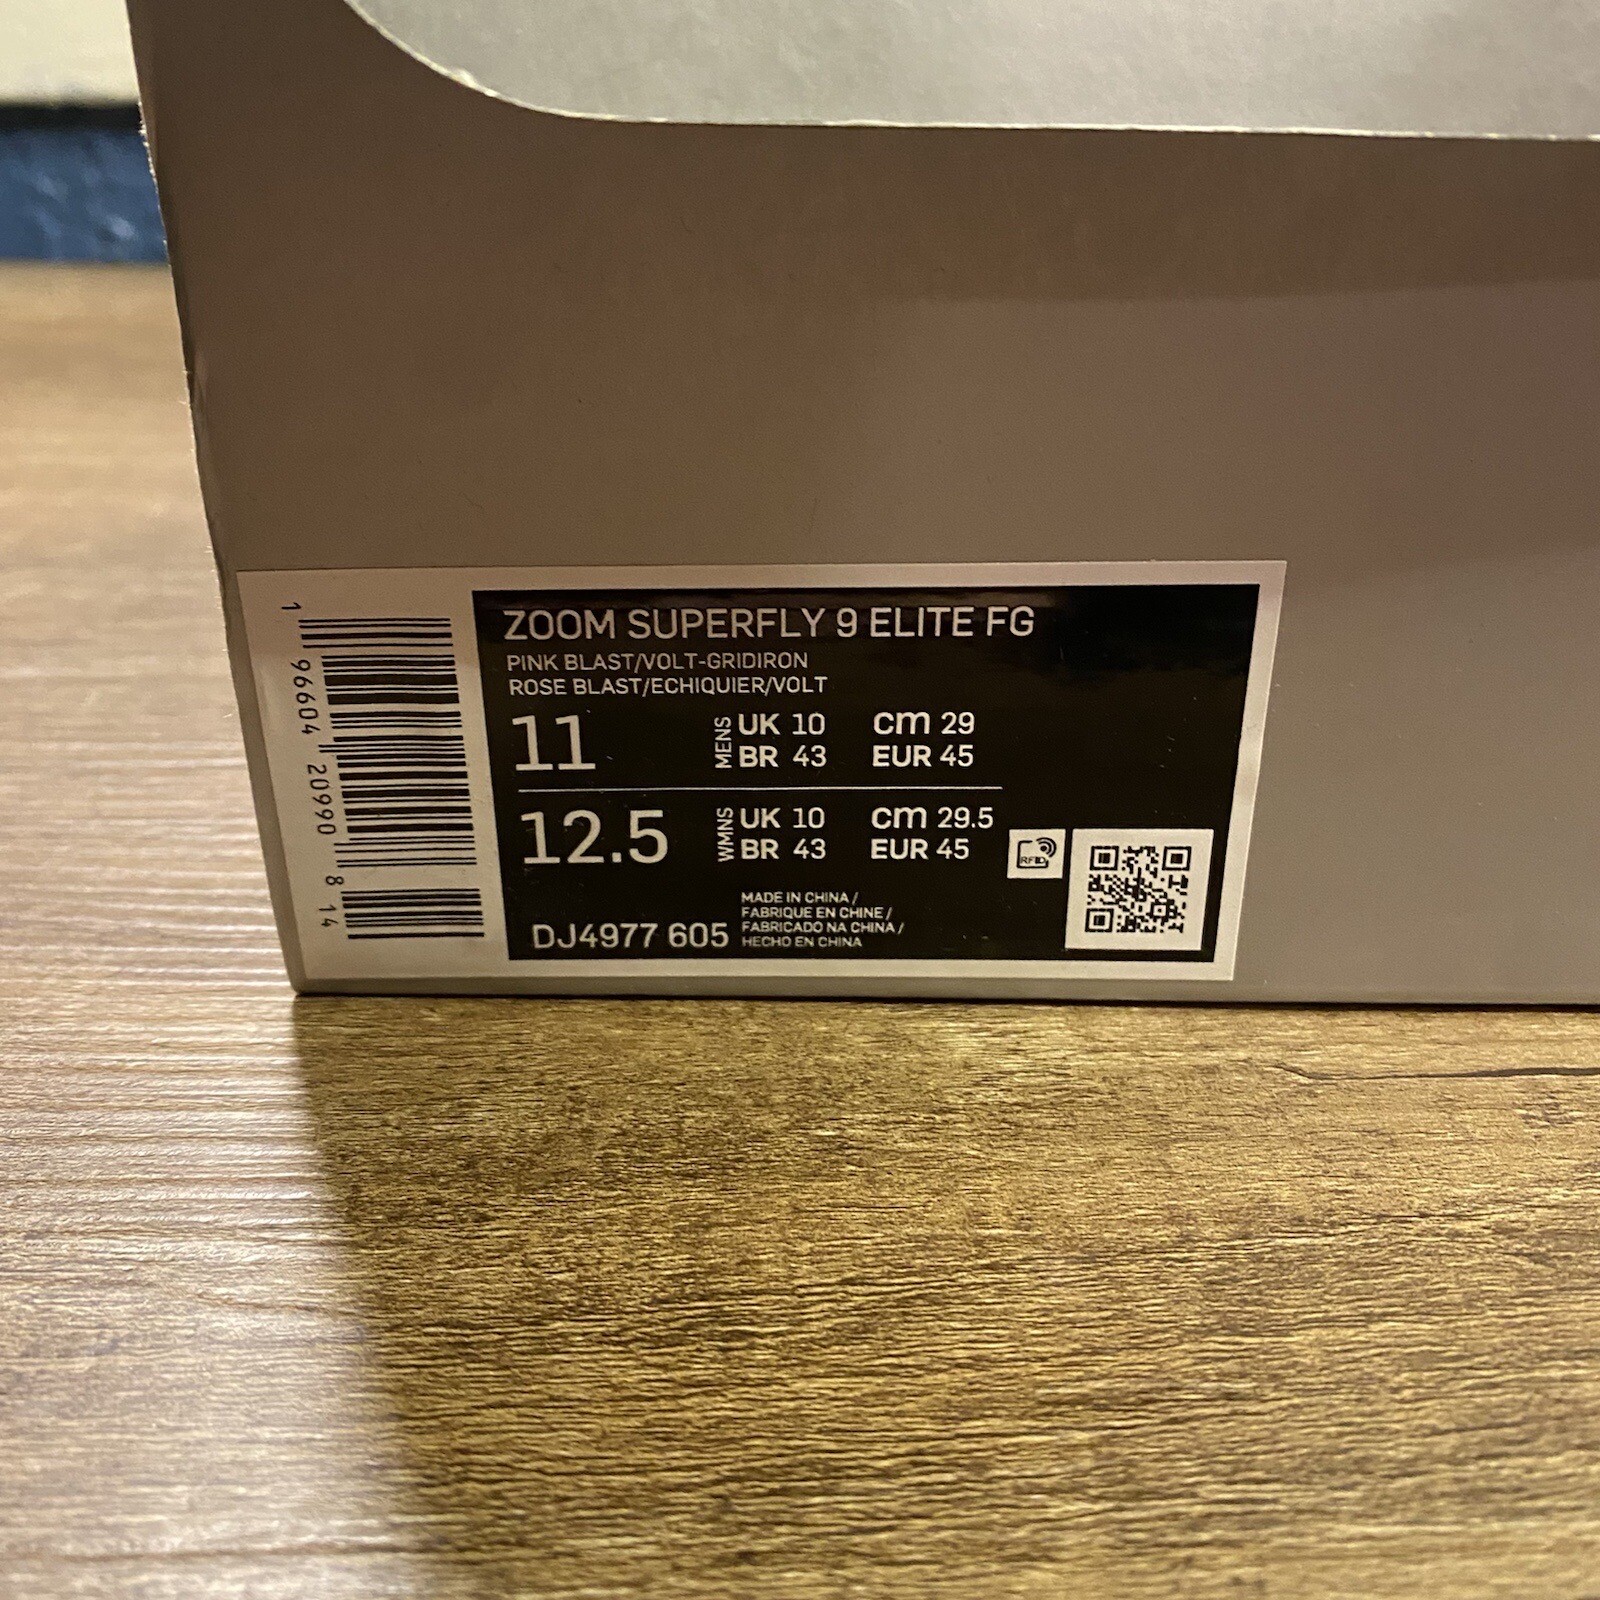 ZOOM SUPERFLY 9 ELITE FG
PINK BLAST/VOLT-GRIDIRON
ROSE BLAST/ECHIQUIER/VOLT
11 MENS UK 10 cm 29
BR 43 EUR 45
12.5 WMNS UK 10 cm 29.5
BR 43 EUR 45
RFID
DJ4977 605
MADE IN CHINA /
FABRIQUE EN CHINE /
FABRICADO NA CHINA /
HECHO EN CHINA
1 96604 20990 8 14